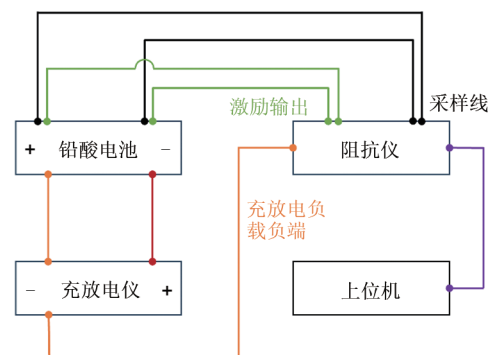 采样线
激励输出
+ 铅酸电池 −
阻抗仪
充放电负
载负端
− 充放电仪 +
上位机